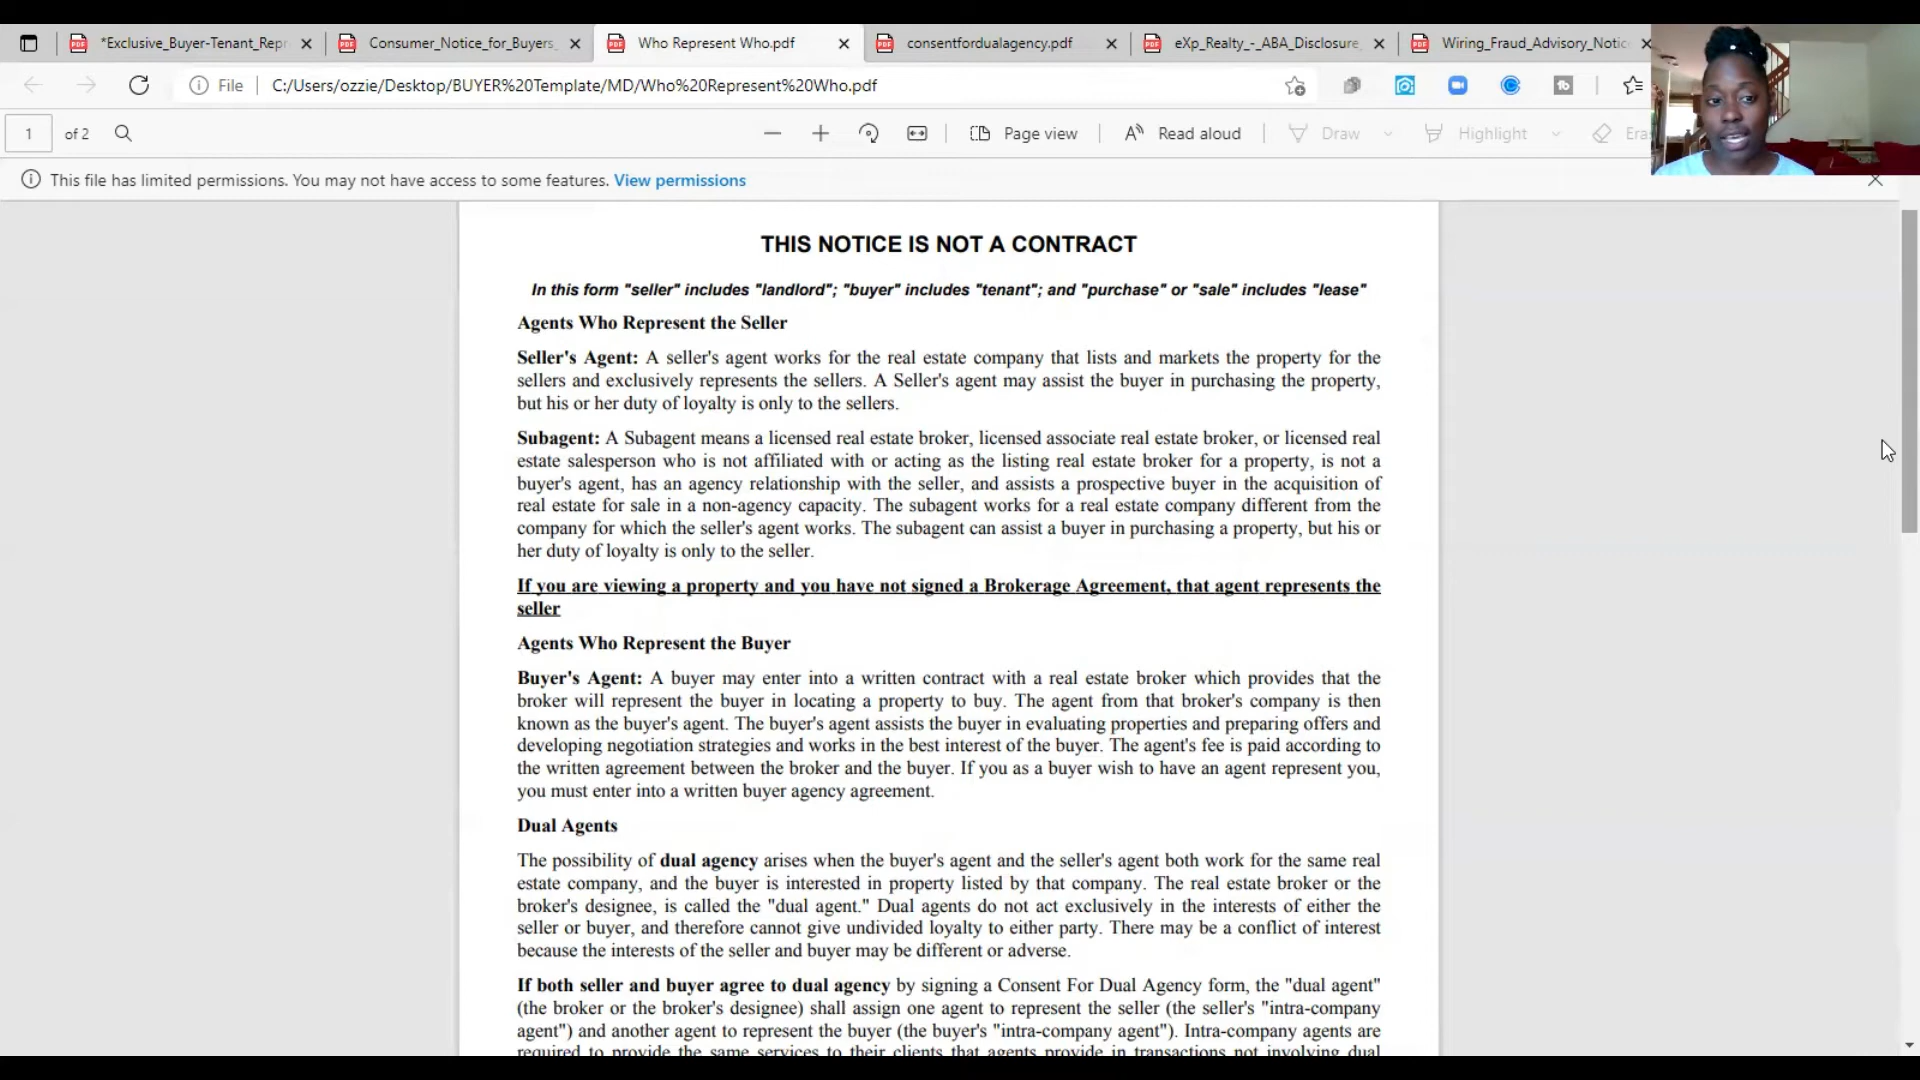 *Exclusive_Buyer-Tenant_Repr
Consumer_Notice_for_Buyers_
Who Represent Who.pdf
consentfordualagency.pdf
eXp_Realty_-_ABA_Disclosure_
Wiring_Fraud_Advisory_Notic
File
C:/Users/ozzie/Desktop/BUYER%20Template/MD/Who%20Represent%20Who.pdf
1 of 2
Page view
Read aloud
Draw
Highlight
This file has limited permissions. You may not have access to some features. View permissions
THIS NOTICE IS NOT A CONTRACT
In this form "seller" includes "landlord"; "buyer" includes "tenant"; and "purchase" or "sale" includes "lease"
Agents Who Represent the Seller
Seller's Agent: A seller's agent works for the real estate company that lists and markets the property for the
sellers and exclusively represents the sellers. A Seller's agent may assist the buyer in purchasing the property,
but his or her duty of loyalty is only to the sellers.
Subagent: A Subagent means a licensed real estate broker, licensed associate real estate broker, or licensed real
estate salesperson who is not affiliated with or acting as the listing real estate broker for a property, is not a
buyer's agent, has an agency relationship with the seller, and assists a prospective buyer in the acquisition of
real estate for sale in a non-agency capacity. The subagent works for a real estate company different from the
company for which the seller's agent works. The subagent can assist a buyer in purchasing a property, but his or
her duty of loyalty is only to the seller.
If you are viewing a property and you have not signed a Brokerage Agreement, that agent represents the
seller
Agents Who Represent the Buyer
Buyer's Agent: A buyer may enter into a written contract with a real estate broker which provides that the
broker will represent the buyer in locating a property to buy. The agent from that broker's company is then
known as the buyer's agent. The buyer's agent assists the buyer in evaluating properties and preparing offers and
developing negotiation strategies and works in the best interest of the buyer. The agent's fee is paid according to
the written agreement between the broker and the buyer. If you as a buyer wish to have an agent represent you,
you must enter into a written buyer agency agreement.
Dual Agents
The possibility of dual agency arises when the buyer's agent and the seller's agent both work for the same real
estate company, and the buyer is interested in property listed by that company. The real estate broker or the
broker's designee, is called the "dual agent." Dual agents do not act exclusively in the interests of either the
seller or buyer, and therefore cannot give undivided loyalty to either party. There may be a conflict of interest
because the interests of the seller and buyer may be different or adverse.
If both seller and buyer agree to dual agency by signing a Consent For Dual Agency form, the "dual agent"
(the broker or the broker's designee) shall assign one agent to represent the seller (the seller's "intra-company
agent") and another agent to represent the buyer (the buyer's "intra-company agent"). Intra-company agents are
required to provide the same services to their clients that agents provide in transactions not involving dual